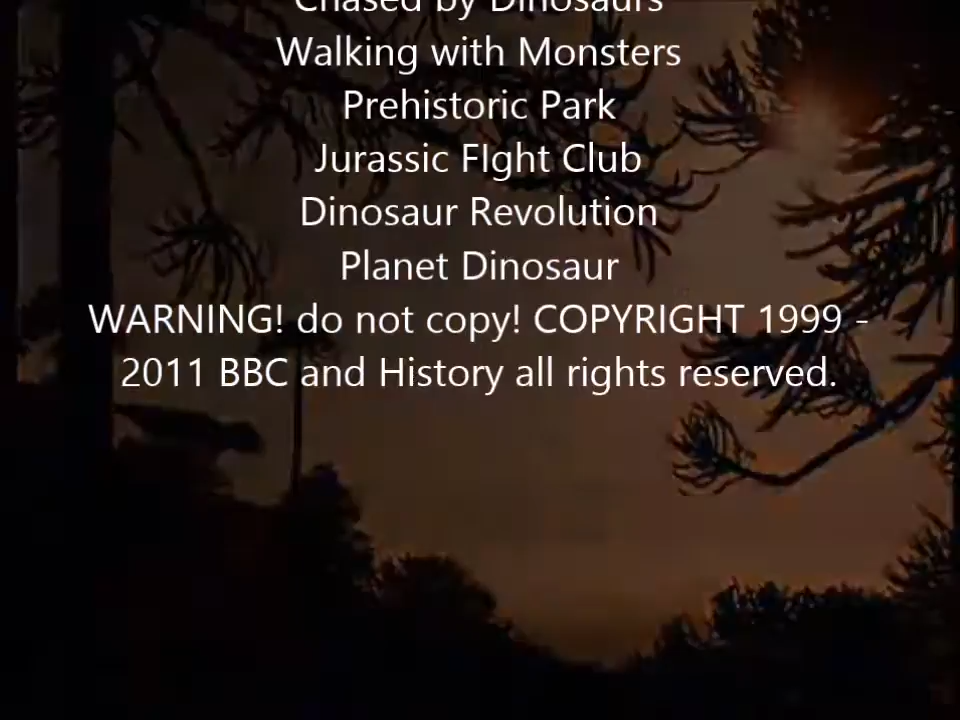 Chased by Dinosaurs
Walking with Monsters
Prehistoric Park
Jurassic FIght Club
Dinosaur Revolution
Planet Dinosaur
WARNING! do not copy! COPYRIGHT 1999 -
2011 BBC and History all rights reserved.